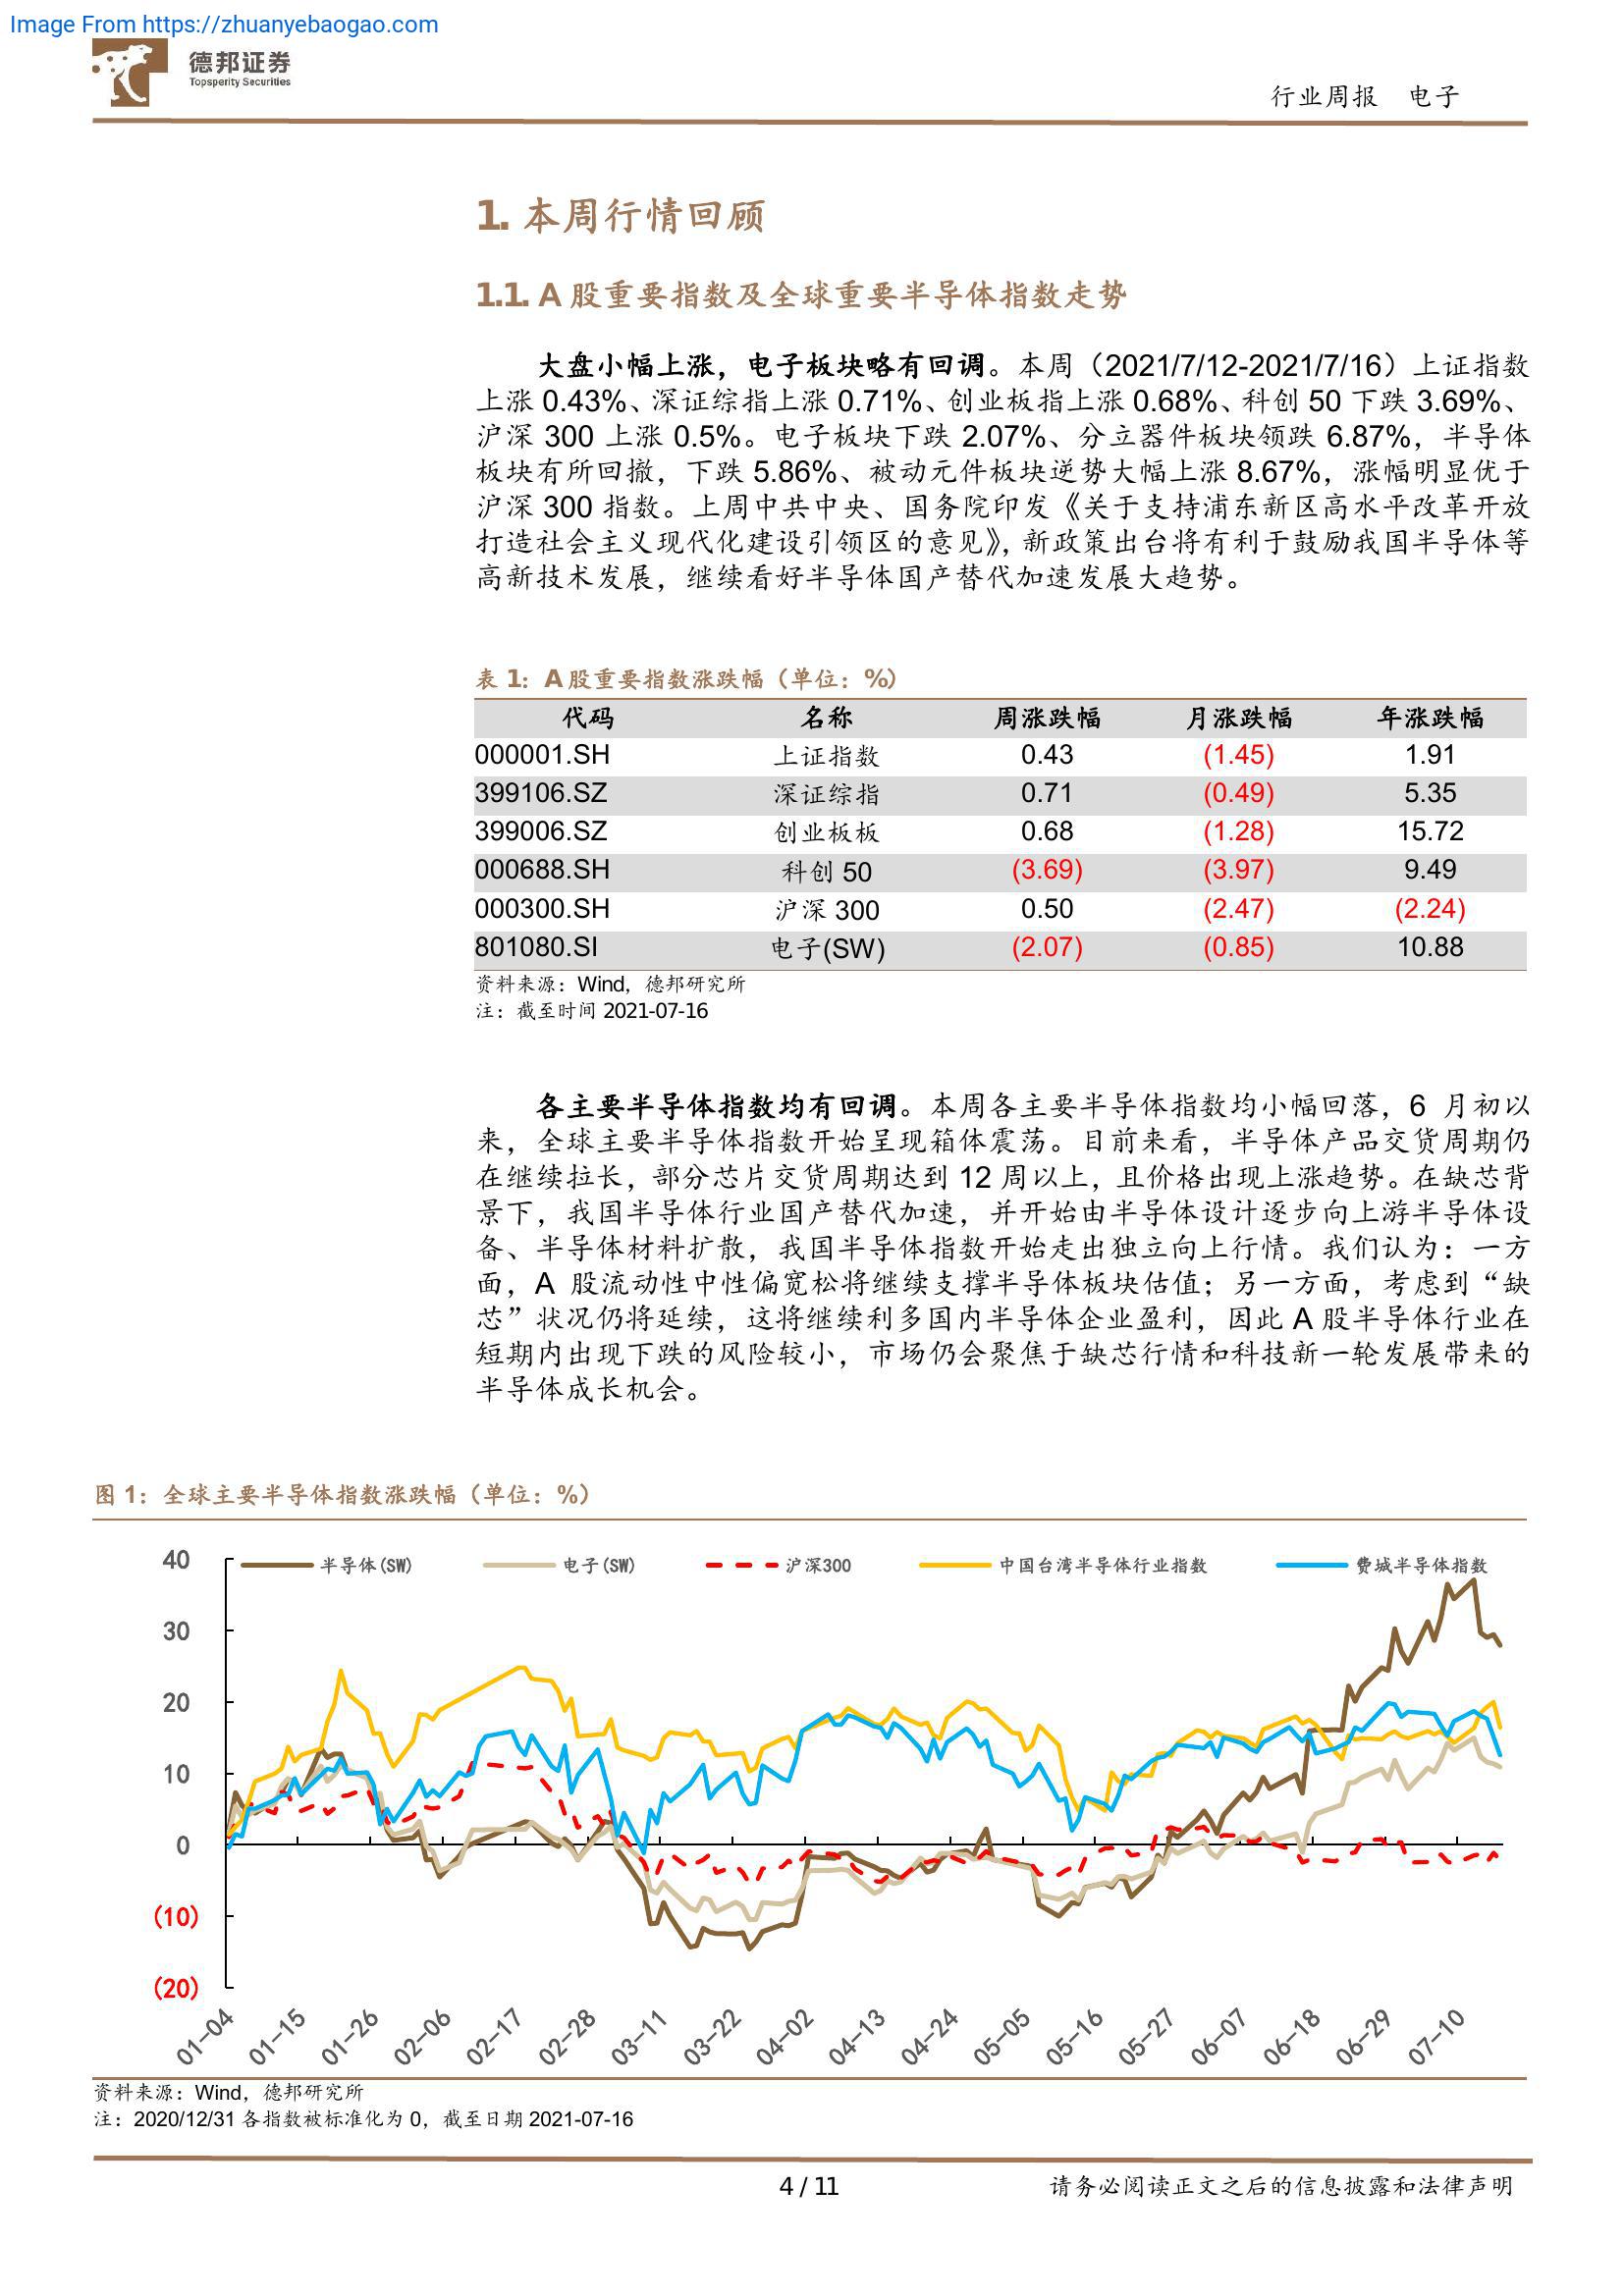 Image From https://zhuanyebaogao.com
德邦证券
Topsperity Securities
行业周报 电子
1. 本周行情回顾
1.1. A 股重要指数及全球重要半导体指数走势
大盘小幅上涨，电子板块略有回调。本周（2021/7/12-2021/7/16）上证指数
上涨 0.43%、深证综指上涨 0.71%、创业板指上涨 0.68%、科创 50 下跌 3.69%、
沪深 300 上涨 0.5%。电子板块下跌 2.07%、分立器件板块领跌 6.87%，半导体
板块有所回撤，下跌 5.86%、被动元件板块逆势大幅上涨 8.67%，涨幅明显优于
沪深 300 指数。上周中共中央、国务院印发《关于支持浦东新区高水平改革开放
打造社会主义现代化建设引领区的意见》，新政策出台将有利于鼓励我国半导体等
高新技术发展，继续看好半导体国产替代加速发展大趋势。
表 1：A 股重要指数涨跌幅（单位：%）
代码 名称 周涨跌幅 月涨跌幅 年涨跌幅
000001.SH 上证指数 0.43 (1.45) 1.91
399106.SZ 深证综指 0.71 (0.49) 5.35
399006.SZ 创业板板 0.68 (1.28) 15.72
000688.SH 科创 50 (3.69) (3.97) 9.49
000300.SH 沪深 300 0.50 (2.47) (2.24)
801080.SI 电子(SW) (2.07) (0.85) 10.88
资料来源：Wind，德邦研究所
注：截至时间 2021-07-16
各主要半导体指数均有回调。本周各主要半导体指数均小幅回落，6 月初以
来，全球主要半导体指数开始呈现箱体震荡。目前来看，半导体产品交货周期仍
在继续拉长，部分芯片交货周期达到 12 周以上，且价格出现上涨趋势。在缺芯背
景下，我国半导体行业国产替代加速，并开始由半导体设计逐步向上游半导体设
备、半导体材料扩散，我国半导体指数开始走出独立向上行情。我们认为：一方
面，A 股流动性中性偏宽松将继续支撑半导体板块估值；另一方面，考虑到“缺
芯”状况仍将延续，这将继续利多国内半导体企业盈利，因此 A 股半导体行业在
短期内出现下跌的风险较小，市场仍会聚焦于缺芯行情和科技新一轮发展带来的
半导体成长机会。
图 1：全球主要半导体指数涨跌幅（单位：%）
半导体(SW) 电子(SW) 沪深300 中国台湾半导体行业指数 费城半导体指数
40
30
20
10
0
(10)
(20)
01-04 01-15 01-26 02-06 02-17 02-28 03-11 03-22 04-02 04-13 04-24 05-05 05-16 05-27 06-07 06-18 06-29 07-10
资料来源：Wind，德邦研究所
注：2020/12/31 各指数被标准化为 0，截至日期 2021-07-16
4 / 11
请务必阅读正文之后的信息披露和法律声明